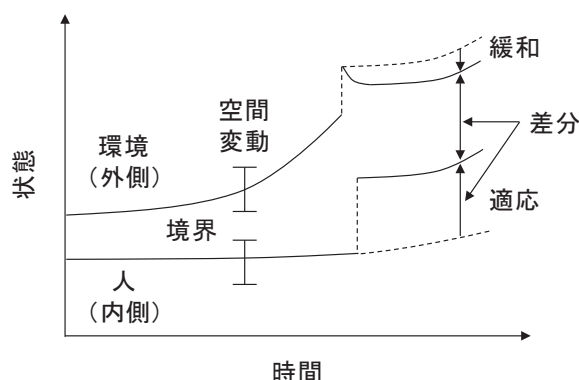 緩和
空間
変動
差分
環境
(外側)
状態
適応
境界
人
(内側)
時間